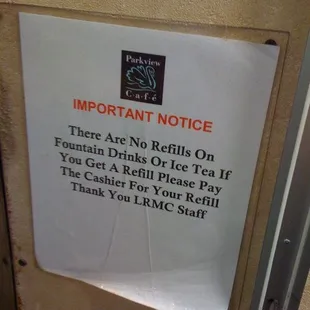 Parkview
C·a·f·é
IMPORTANT NOTICE
There Are No Refills On
Fountain Drinks Or Ice Tea If
You Get A Refill Please Pay
The Cashier For Your Refill
Thank You LRMC Staff